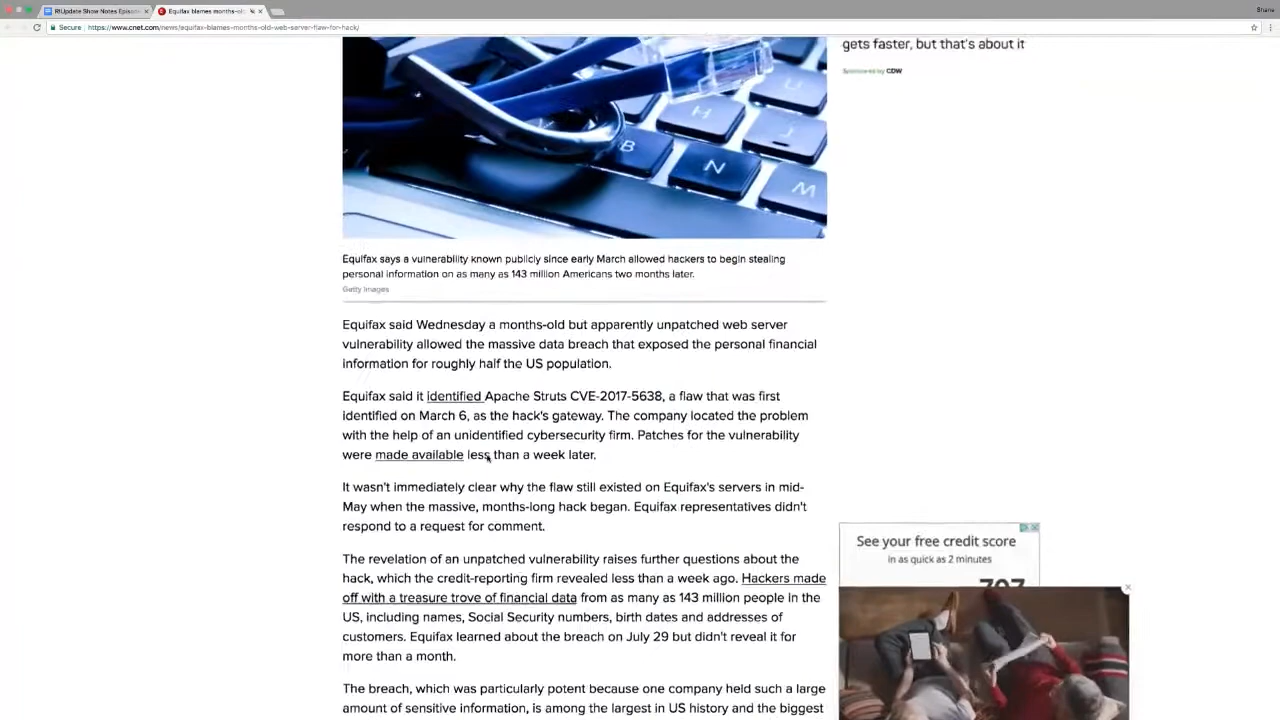 RIUpdate Show Notes Episod
Equifax blames months-old
Shane
Secure
https://www.cnet.com/news/equifax-blames-months-old-web-server-flaw-for-hack/
gets faster, but that's about it
Sponsored by CDW
H
J
B
N
M
Equifax says a vulnerability known publicly since early March allowed hackers to begin stealing
personal information on as many as 143 million Americans two months later.
Getty Images
Equifax said Wednesday a months-old but apparently unpatched web server
vulnerability allowed the massive data breach that exposed the personal financial
information for roughly half the US population.
Equifax said it identified Apache Struts CVE-2017-5638, a flaw that was first
identified on March 6, as the hack's gateway. The company located the problem
with the help of an unidentified cybersecurity firm. Patches for the vulnerability
were made available less than a week later.
It wasn't immediately clear why the flaw still existed on Equifax's servers in mid-
May when the massive, months-long hack began. Equifax representatives didn't
respond to a request for comment.
See your free credit score
in as quick as 2 minutes
707
The revelation of an unpatched vulnerability raises further questions about the
hack, which the credit-reporting firm revealed less than a week ago. Hackers made
off with a treasure trove of financial data from as many as 143 million people in the
US, including names, Social Security numbers, birth dates and addresses of
customers. Equifax learned about the breach on July 29 but didn't reveal it for
more than a month.
The breach, which was particularly potent because one company held such a large
amount of sensitive information, is among the largest in US history and the biggest